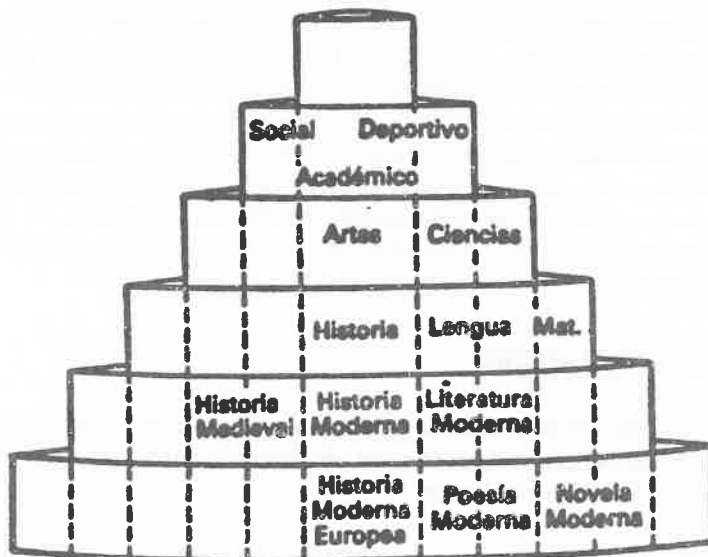 Social Deportivo
Académico
Artes Ciencias
Historia Lengua Mat.
Historia Historia Literatura
Medieval Moderna Moderna
Historia
Moderna Poesía Novela
Europea Moderna Moderna